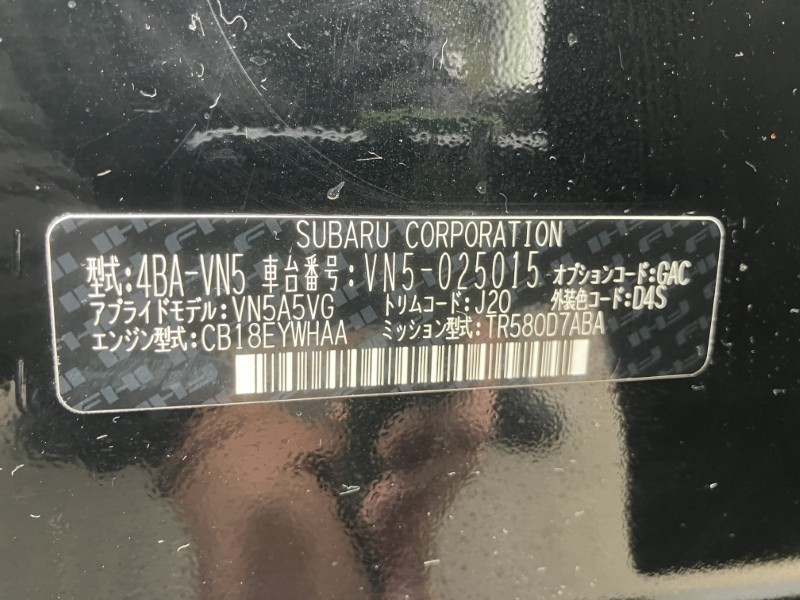 SUBARU CORPORATION
型式:4BA-VN5 車台番号:VN5-025015 オプションコード:GAC
アプライドモデル:VN5A5VG トリムコード:J20 外装色コード:D4S
エンジン型式:CB18EYWHAA ミッション型式:TR580D7ABA